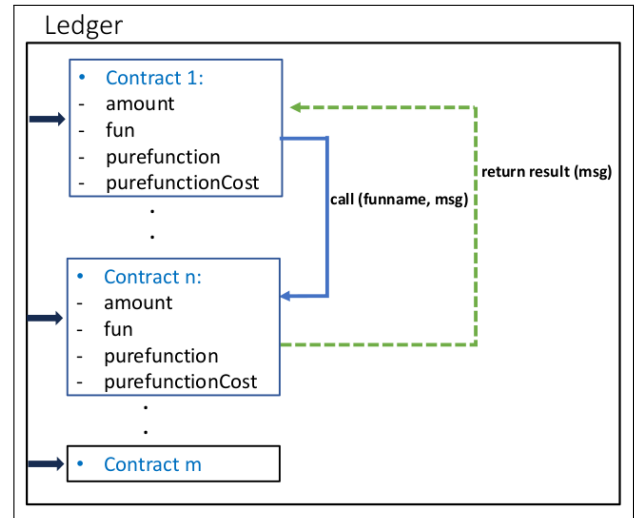 Ledger
• Contract 1:
- amount
- fun
- purefunction
- purefunctionCost
.
.
return result (msg)
call (funname, msg)
• Contract n:
- amount
- fun
- purefunction
- purefunctionCost
.
.
• Contract m